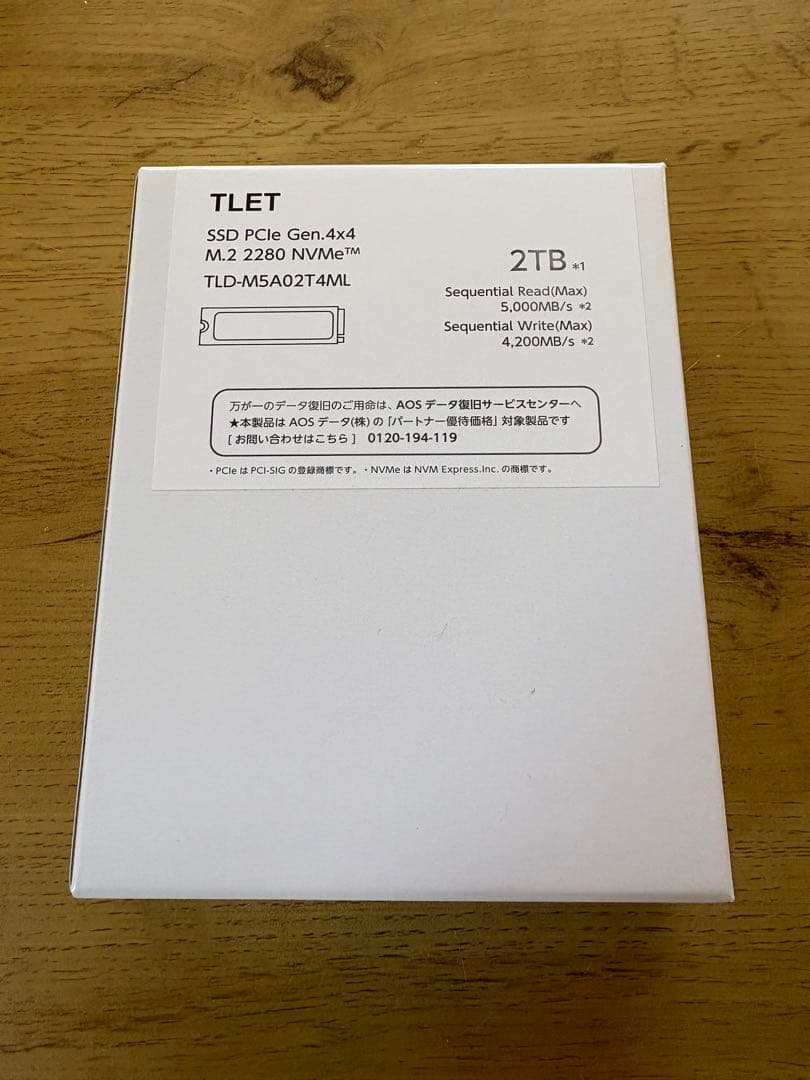 TLET
SSD PCIe Gen.4x4
M.2 2280 NVMe™
TLD-M5A02T4ML
2TB *1
Sequential Read(Max)
5,000MB/s *2
Sequential Write(Max)
4,200MB/s *2
万が一のデータ復旧のご用命は、AOS データ復旧サービスセンターへ
★本製品は AOS データ(株) の「パートナー優待価格」対象製品です
[ お問い合わせはこちら ] 0120-194-119
・PCIe は PCI-SIG の登録商標です。・NVMe は NVM Express.Inc. の商標です。